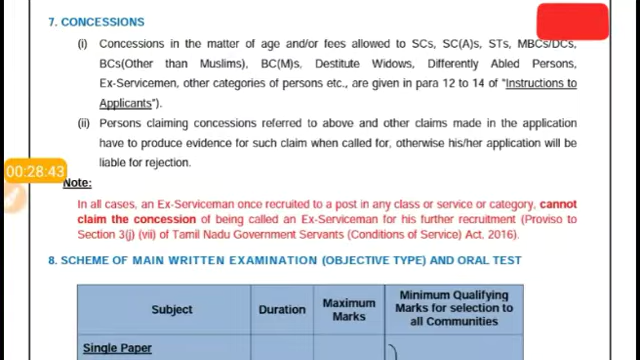 7. CONCESSIONS
(i) Concessions in the matter of age and/or fees allowed to SCs, SC(A)s, STs, MBCs/DCs,
BCs(Other than Muslims), BC(M)s, Destitute Widows, Differently Abled Persons,
Ex-Servicemen, other categories of persons etc., are given in para 12 to 14 of "Instructions to
Applicants").
(ii) Persons claiming concessions referred to above and other claims made in the application
have to produce evidence for such claim when called for, otherwise his/her application will be
liable for rejection.
00:28:43
Note:
In all cases, an Ex-Serviceman once recruited to a post in any class or service or category, cannot
claim the concession of being called an Ex-Serviceman for his further recruitment (Proviso to
Section 3(j) (vii) of Tamil Nadu Government Servants (Conditions of Service) Act, 2016).
8. SCHEME OF MAIN WRITTEN EXAMINATION (OBJECTIVE TYPE) AND ORAL TEST
Subject
Duration
Maximum
Marks
Minimum Qualifying
Marks for selection to
all Communities
Single Paper